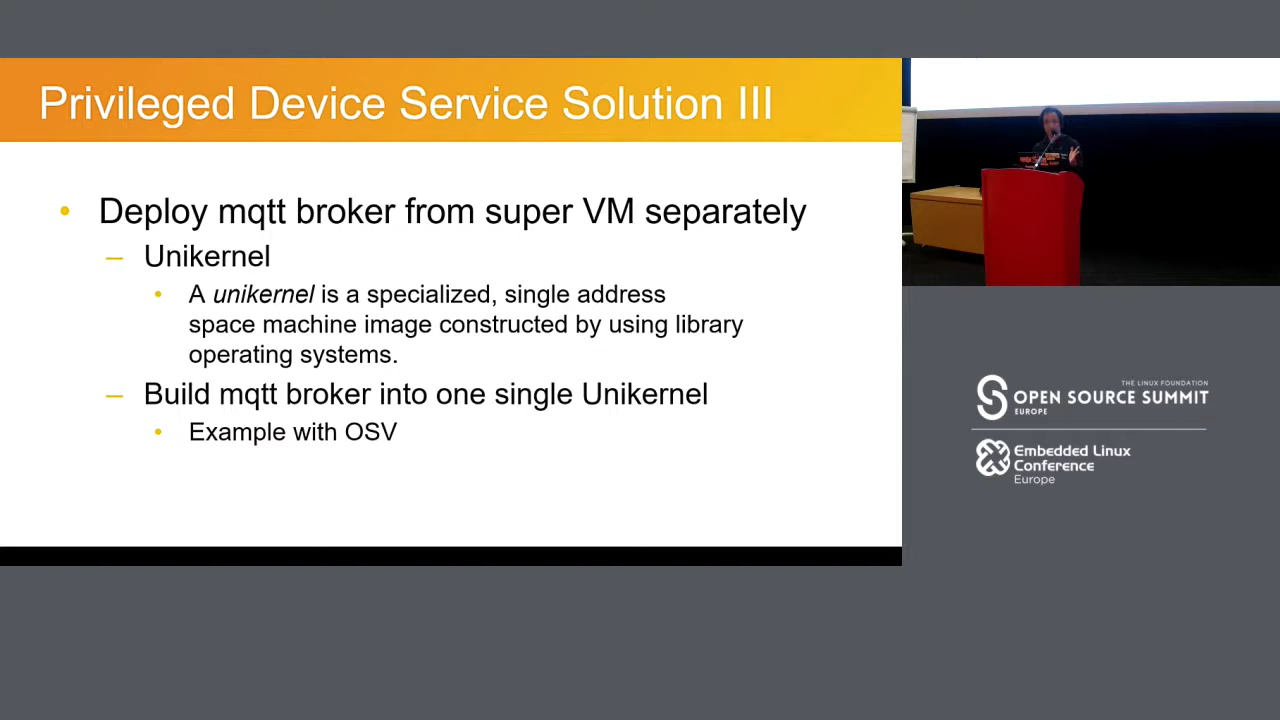 Privileged Device Service Solution III
• Deploy mqtt broker from super VM separately
– Unikernel
• A unikernel is a specialized, single address
space machine image constructed by using library
operating systems.
– Build mqtt broker into one single Unikernel
• Example with OSV
THE LINUX FOUNDATION
OPEN SOURCE SUMMIT
EUROPE
Embedded Linux
Conference
Europe